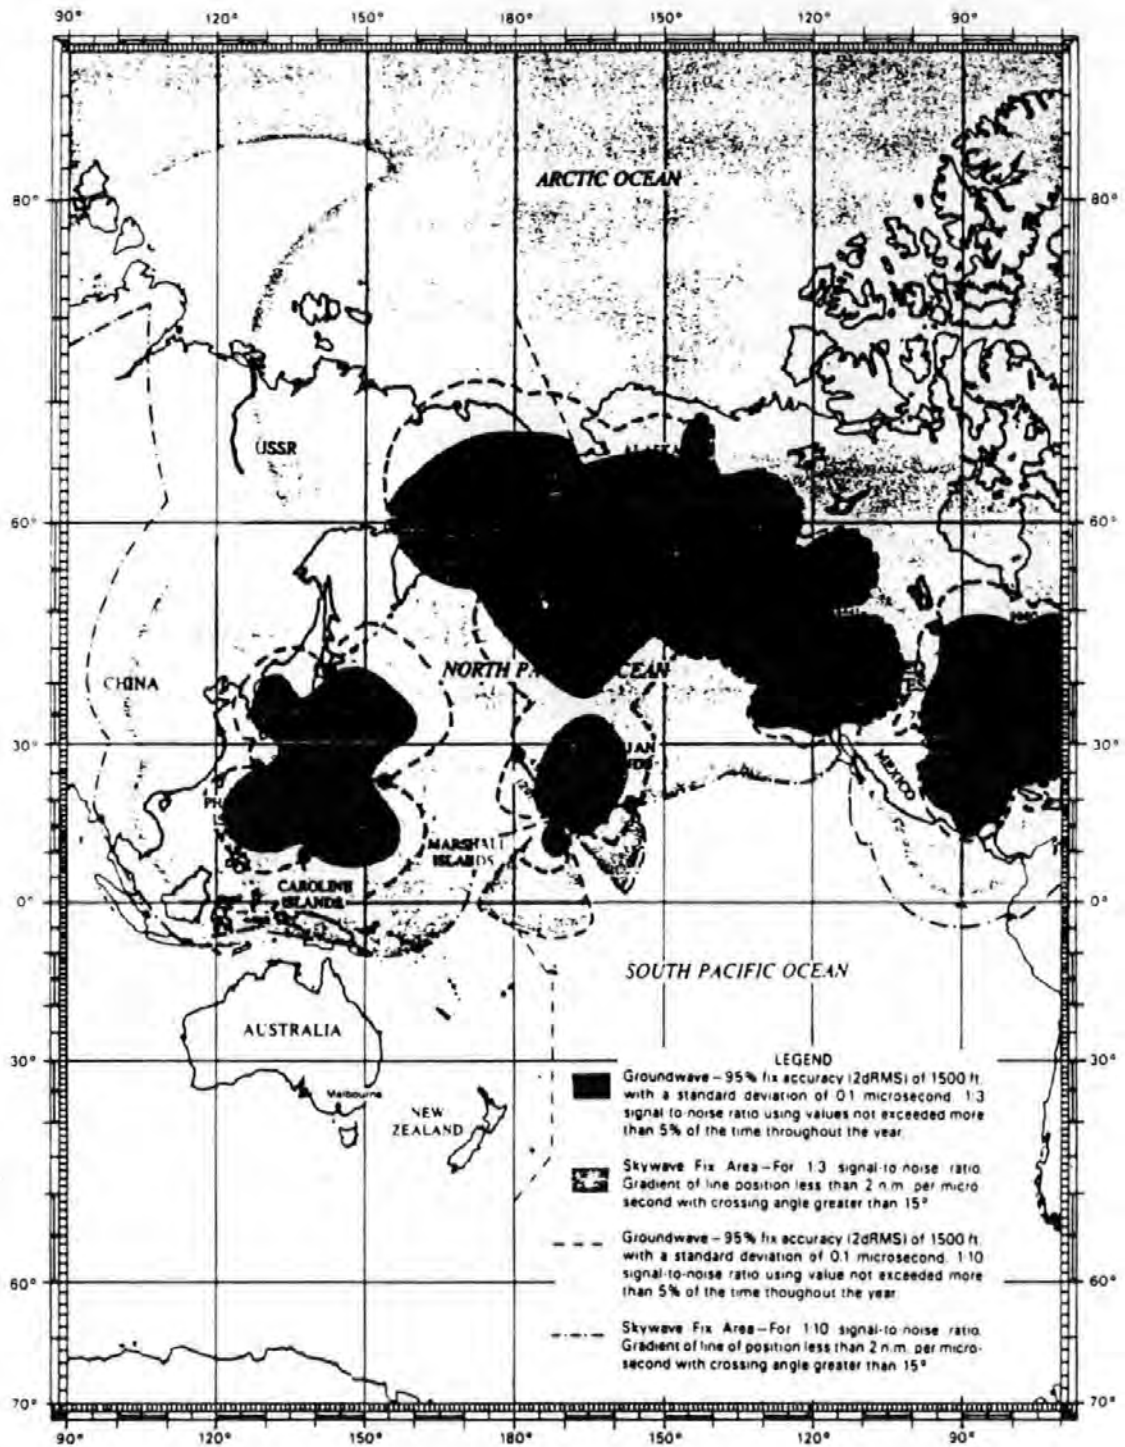 90° 120° 150° 180° 150° 120° 90°
ARCTIC OCEAN
80° 80°
USSR
60° 60°
NORTH PA OCEAN
CHINA
30° 30°
MEXICO
MARSHALL
ISLANDS
CAROLINE
ISLANDS
0° 0°
SOUTH PACIFIC OCEAN
AUSTRALIA
30° 30°
Melbourne
NEW
ZEALAND
LEGEND
Groundwave – 95% fix accuracy (2dRMS) of 1500 ft.
with a standard deviation of 0.1 microsecond. 1:3
signal-to-noise ratio using values not exceeded more
than 5% of the time throughout the year
Skywave Fix Area – For 1:3 signal-to noise ratio.
Gradient of line position less than 2 n.m. per micro
second with crossing angle greater than 15°
Groundwave – 95% fix accuracy (2dRMS) of 1500 ft.
with a standard deviation of 0.1 microsecond. 1:10
signal-to-noise ratio using value not exceeded more
than 5% of the time thoughout the year
Skywave Fix Area – For 1:10 signal-to noise ratio.
Gradient of line of position less than 2 n.m. per micro-
second with crossing angle greater than 15°
60° 60°
70° 70°
90° 120° 150° 180° 150° 120° 90°